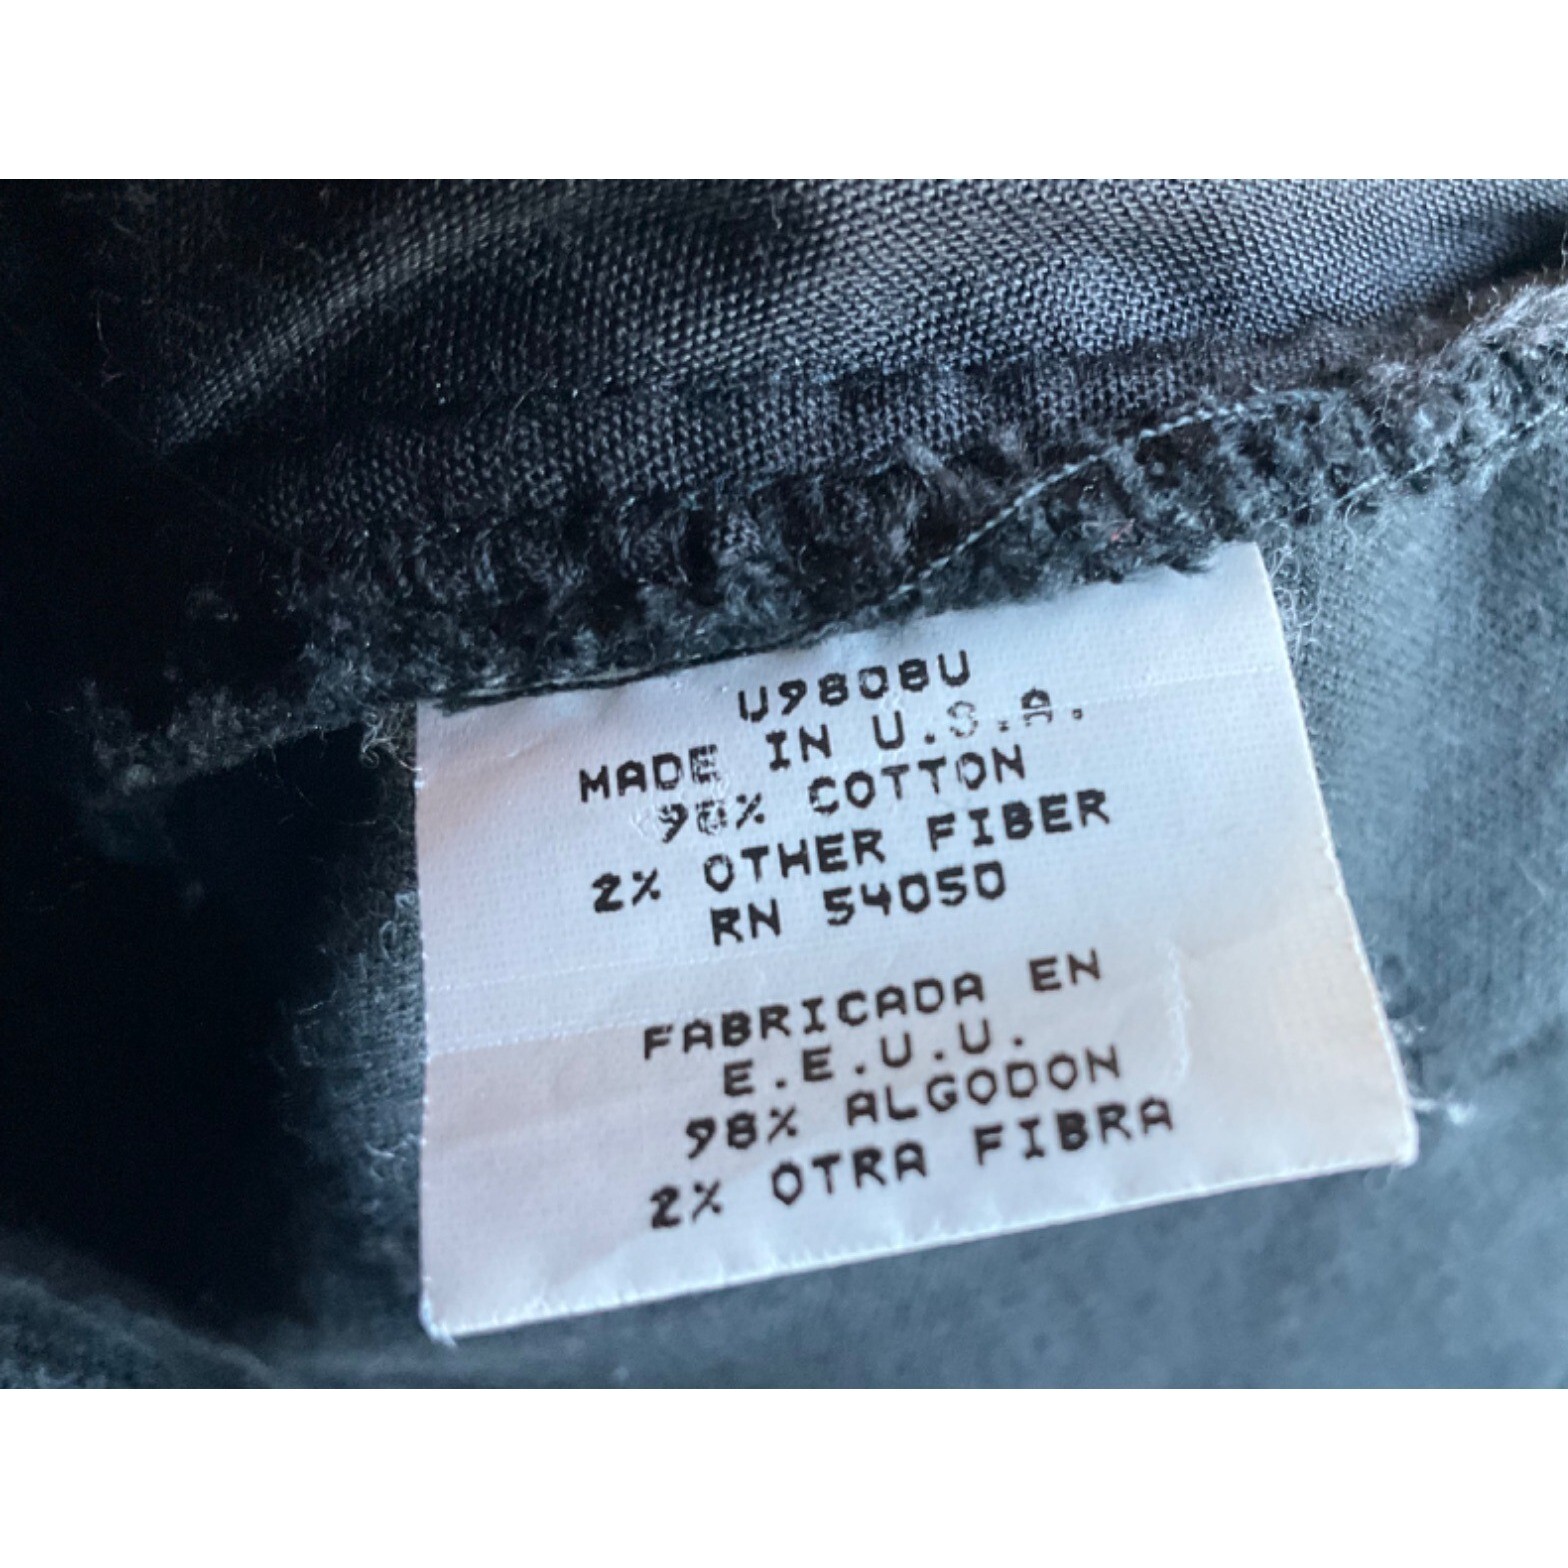 U9808U
MADE IN U.S.A.
98% COTTON
2% OTHER FIBER
RN 54050
FABRICADA EN
E.E.U.U.
98% ALGODON
2% OTRA FIBRA